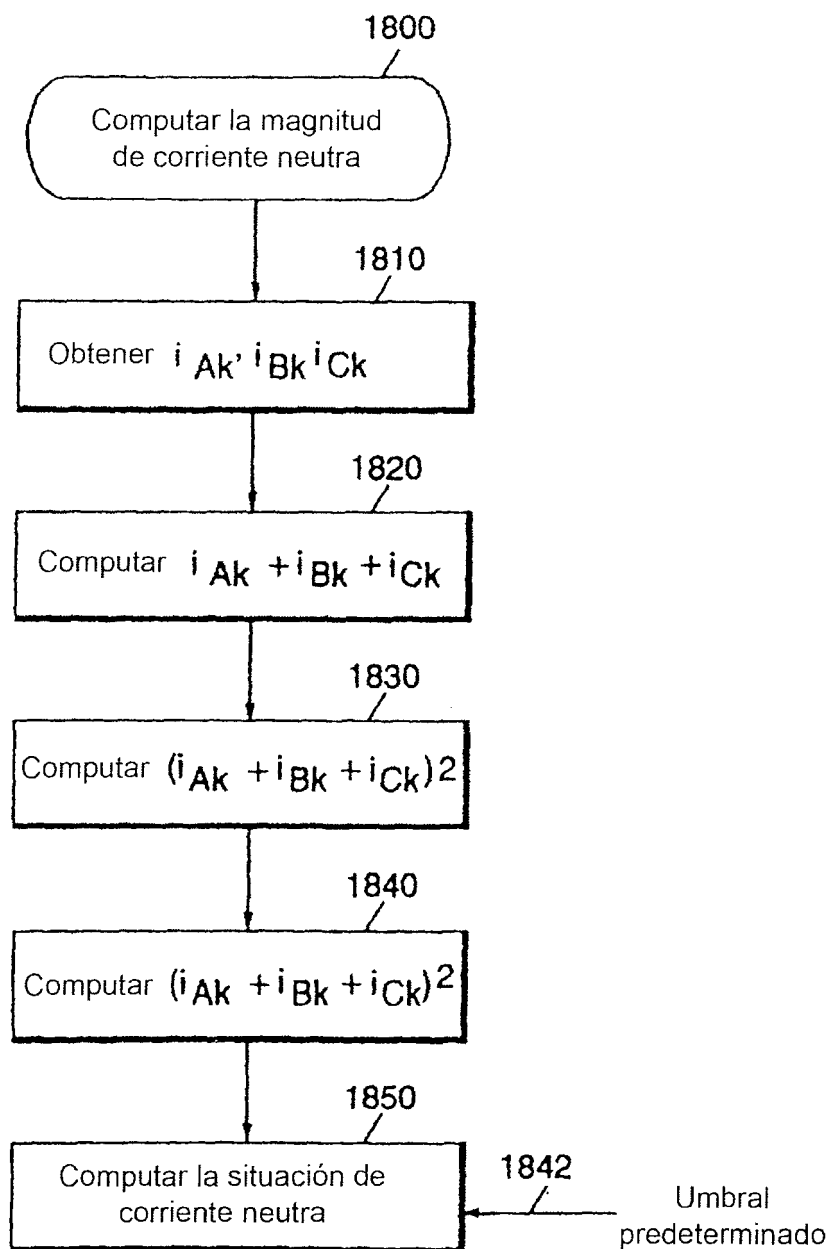 1800
Computar la magnitud
de corriente neutra
1810
Obtener i Ak, i Bk i Ck
1820
Computar i Ak + i Bk + i Ck
1830
Computar (i Ak + i Bk + i Ck) 2
1840
Computar (i Ak + i Bk + i Ck) 2
1850
Computar la situación de
corriente neutra
1842
Umbral
predeterminado